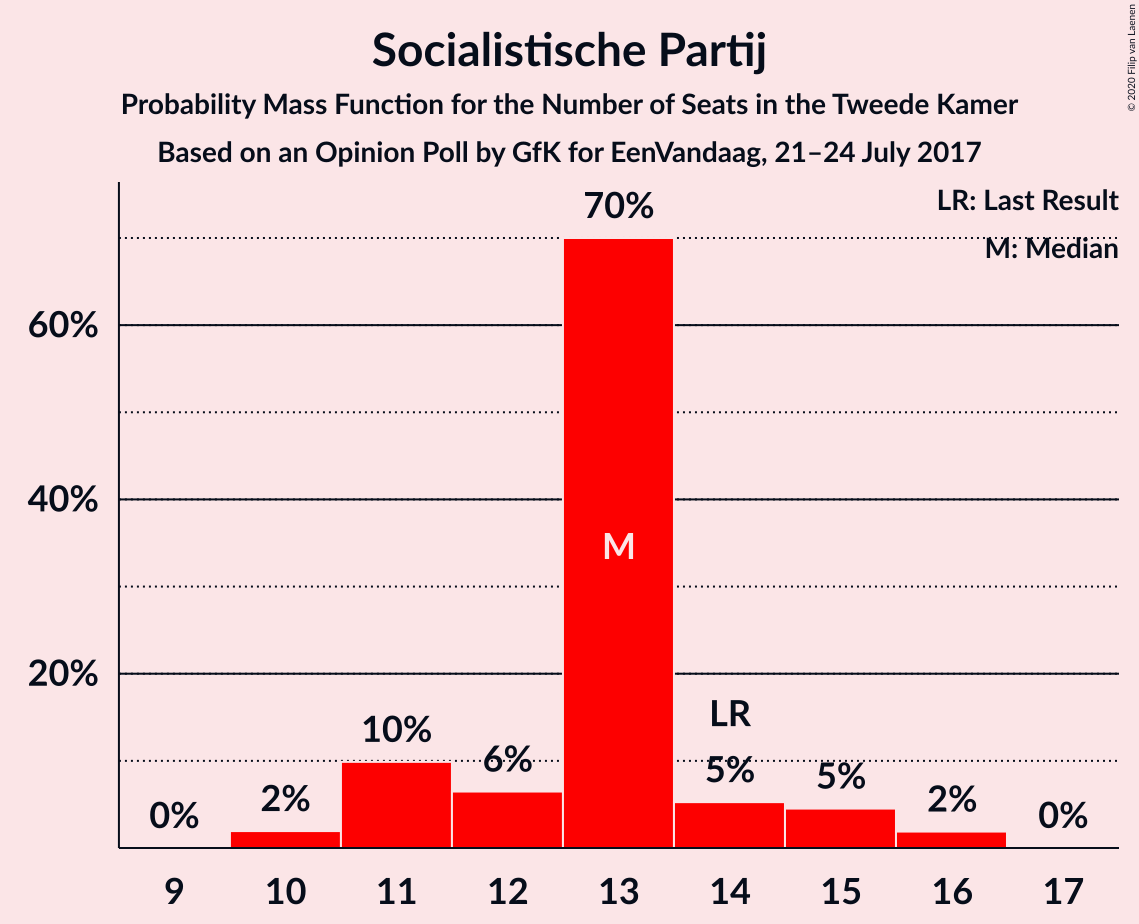 Socialistische Partij
Probability Mass Function for the Number of Seats in the Tweede Kamer
Based on an Opinion Poll by GfK for EenVandaag, 21–24 July 2017
© 2020 Filip van Laenen
LR: Last Result
M: Median
60%
40%
20%
0%
2%
10%
6%
70%
M
LR
5%
5%
2%
0%
9 10 11 12 13 14 15 16 17